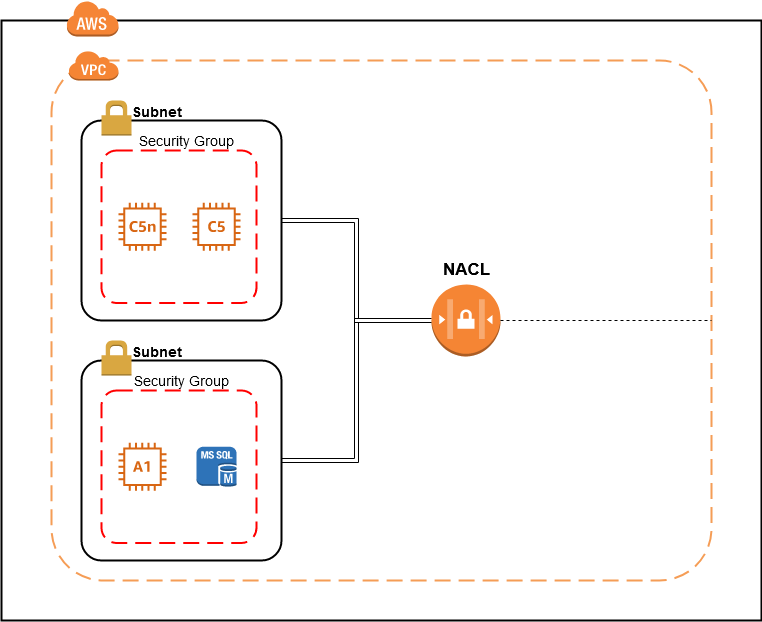 AWS
VPC
Subnet
Security Group
C5n
C5
NACL
Subnet
Security Group
A1
MS SQL
M